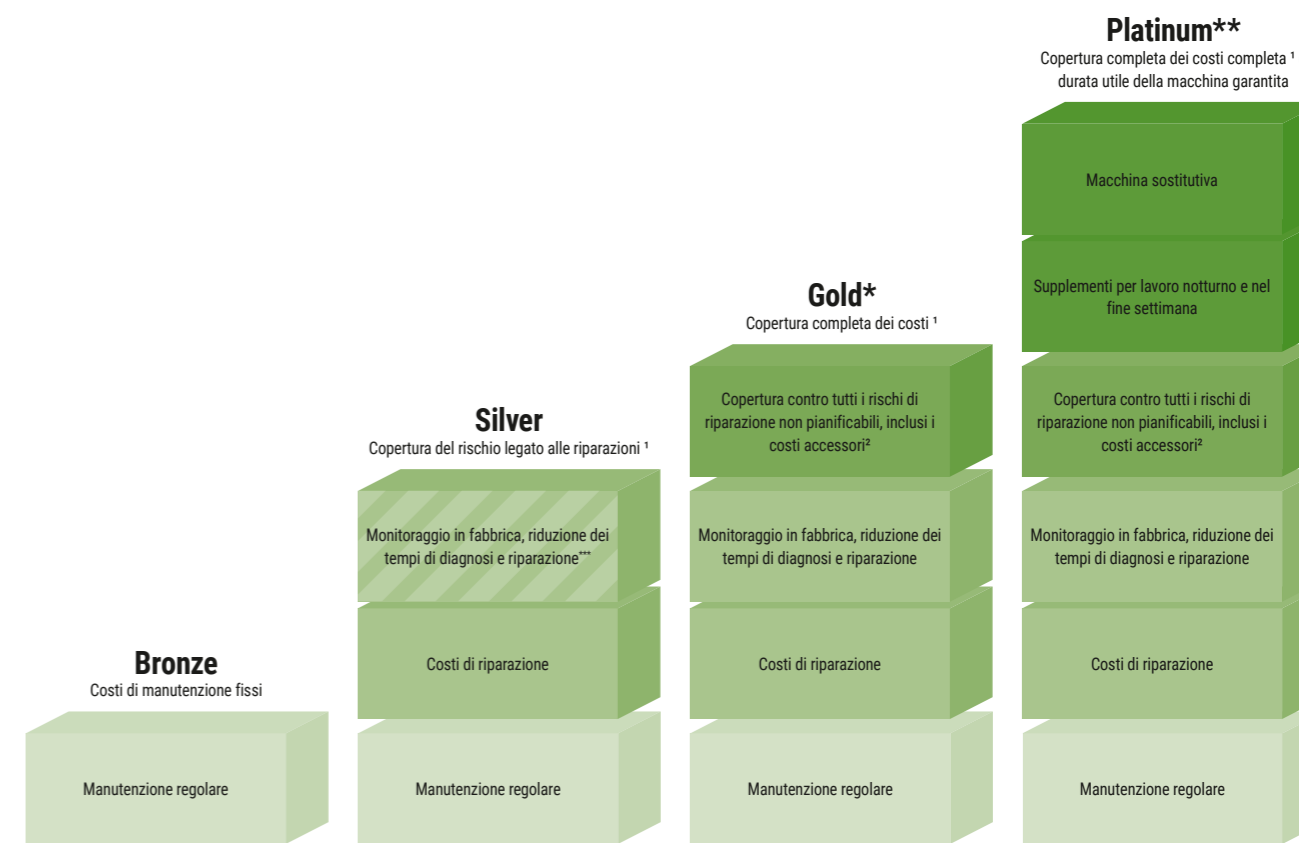 Bronze
Costi di manutenzione fissi
Manutenzione regolare
Silver
Copertura del rischio legato alle riparazioni ¹
Monitoraggio in fabbrica, riduzione dei
tempi di diagnosi e riparazione***
Costi di riparazione
Manutenzione regolare
Gold*
Copertura completa dei costi ¹
Copertura contro tutti i rischi di
riparazione non pianificabili, inclusi i
costi accessori²
Monitoraggio in fabbrica, riduzione dei
tempi di diagnosi e riparazione
Costi di riparazione
Manutenzione regolare
Platinum**
Copertura completa dei costi completa ¹
durata utile della macchina garantita
Macchina sostitutiva
Supplementi per lavoro notturno e nel
fine settimana
Copertura contro tutti i rischi di
riparazione non pianificabili, inclusi i
costi accessori²
Monitoraggio in fabbrica, riduzione dei
tempi di diagnosi e riparazione
Costi di riparazione
Manutenzione regolare